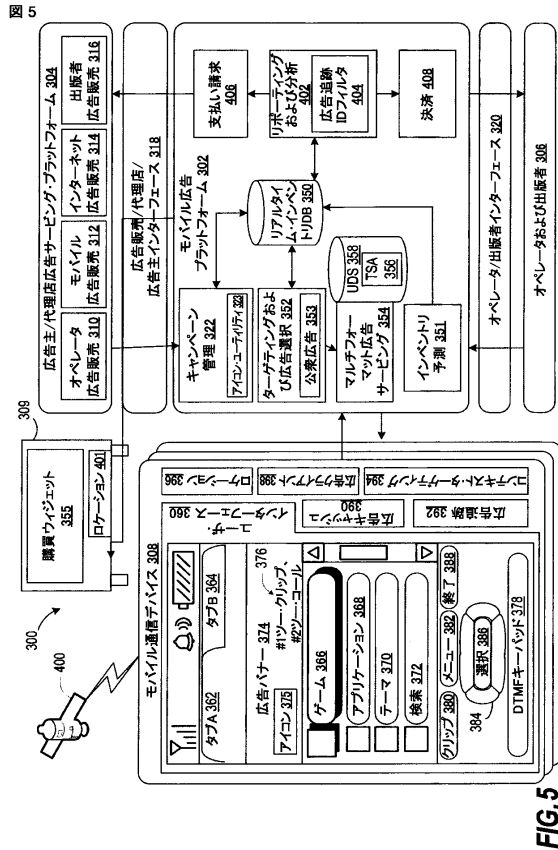 図 5
300
400
309
購買ウィジェット
355
ロケーション 401
広告主/代理店広告サービング・プラットフォーム 304
オペレータ
広告販売 310
モバイル
広告販売 312
インターネット
広告販売 314
出版者
広告販売 316
広告販売/代理店/
広告主インターフェース 318
モバイル広告
プラットフォーム 302
キャンペーン
管理 322
アイコン・ユーティリティ 323
ターゲティングおよ
び広告選択 352
公衆広告 353
マルチフォー
マット広告
サービング 354
UDS 358
TSA
356
インベントリ
予測 351
リアルタイ
ム・インベン
トリDB 350
支払い請求
406
リポーティング
および分析
402
広告追跡
IDフィルタ
404
決済 408
オペレータ/出版者インターフェース 320
オペレータおよび出版者 306
モバイル通信デバイス 308
タブA 362
タブB 364
広告バナー 374
アイコン 375
376
#1ツー・クリップ、
#2ツー・コール
ゲーム 366
アプリケーション 368
テーマ 370
検索 372
クリップ 380
メニュー 382
終了 388
選択 386
384
DTMFキーパッド 378
ユーザ・
インターフェース 360
ロケーション 396
広告クライアント 398
広告キャッシュ
390
コンテキスト・ターゲティング 394
広告追跡 392
FIG.5